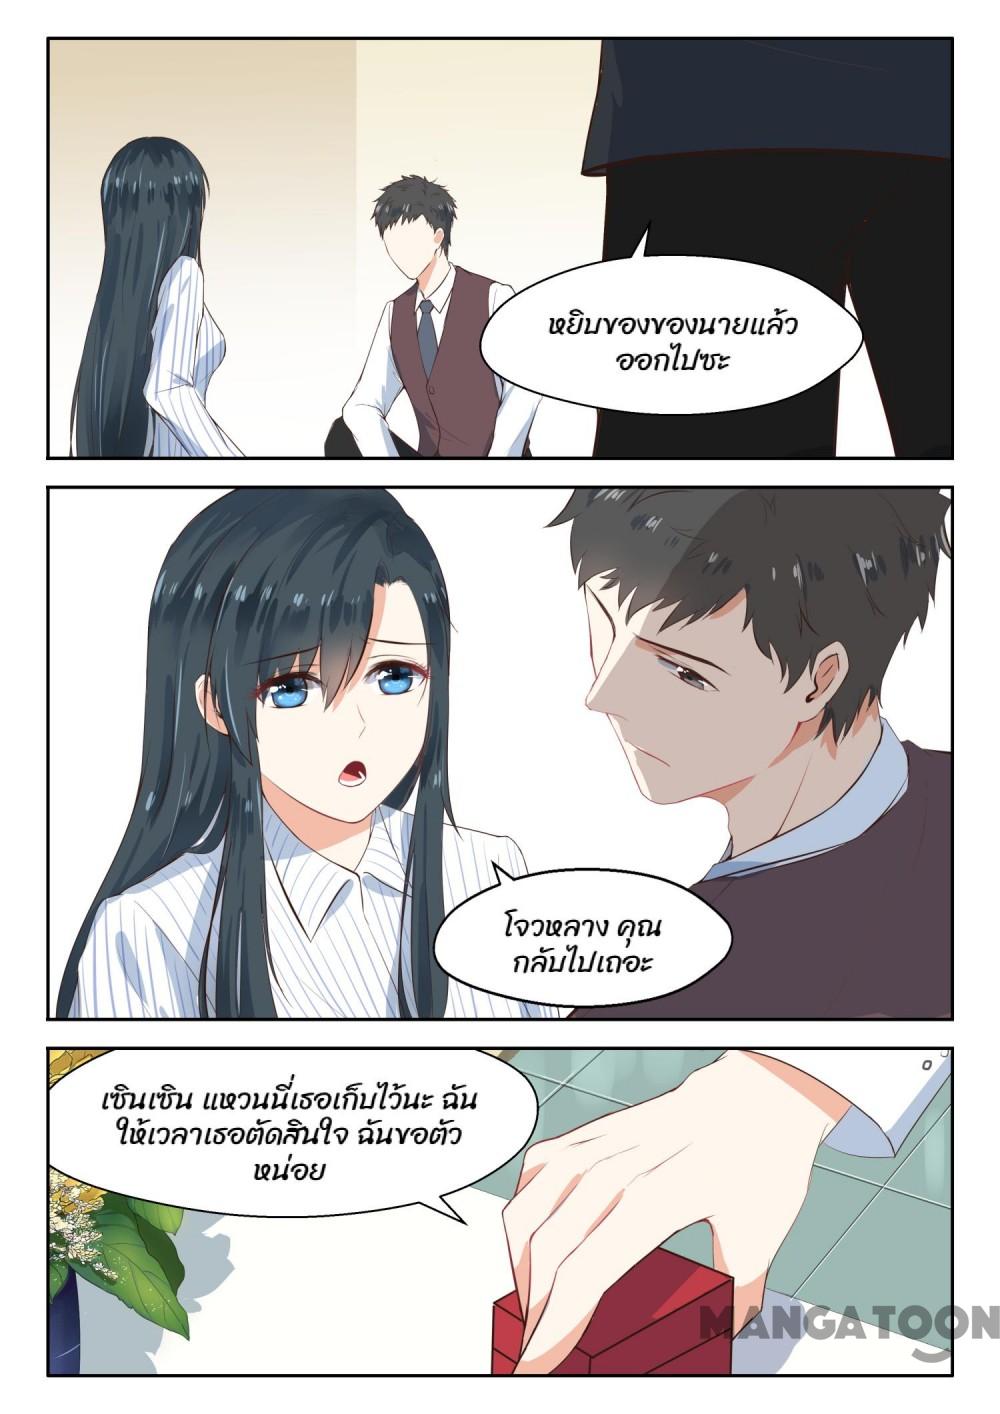 หยิบของของนายแล้ว
ออกไปซะ
โจวหลาง คุณ
กลับไปเถอะ
เซินเซิน แหวนนี่เธอเก็บไว้นะ ฉัน
ให้เวลาเธอตัดสินใจ ฉันขอตัว
หน่อย
MANGATOON